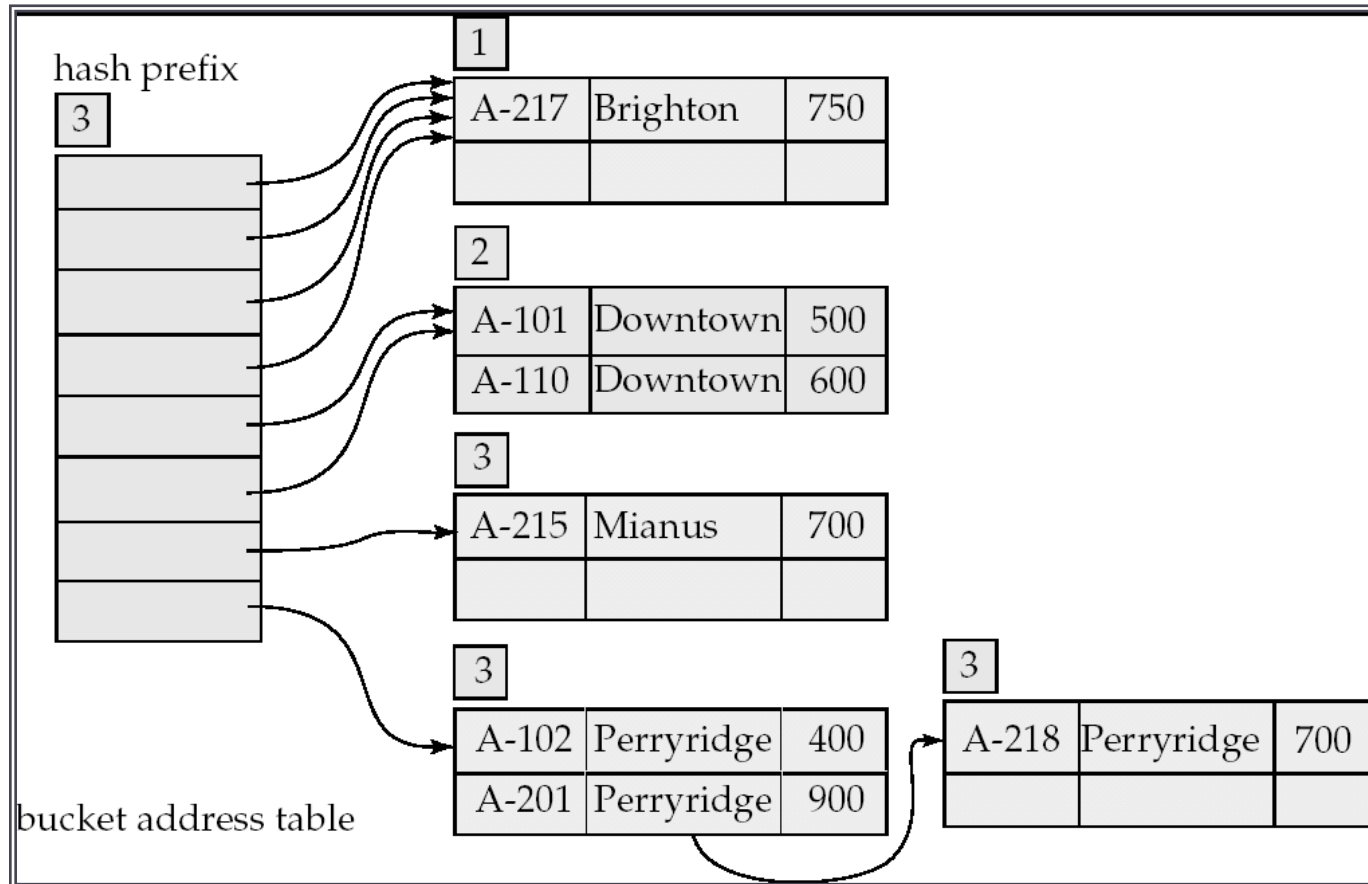 hash prefix
3
1
A-217 Brighton 750
2
A-101 Downtown 500
A-110 Downtown 600
3
A-215 Mianus 700
3
A-102 Perryridge 400
A-201 Perryridge 900
3
A-218 Perryridge 700
bucket address table